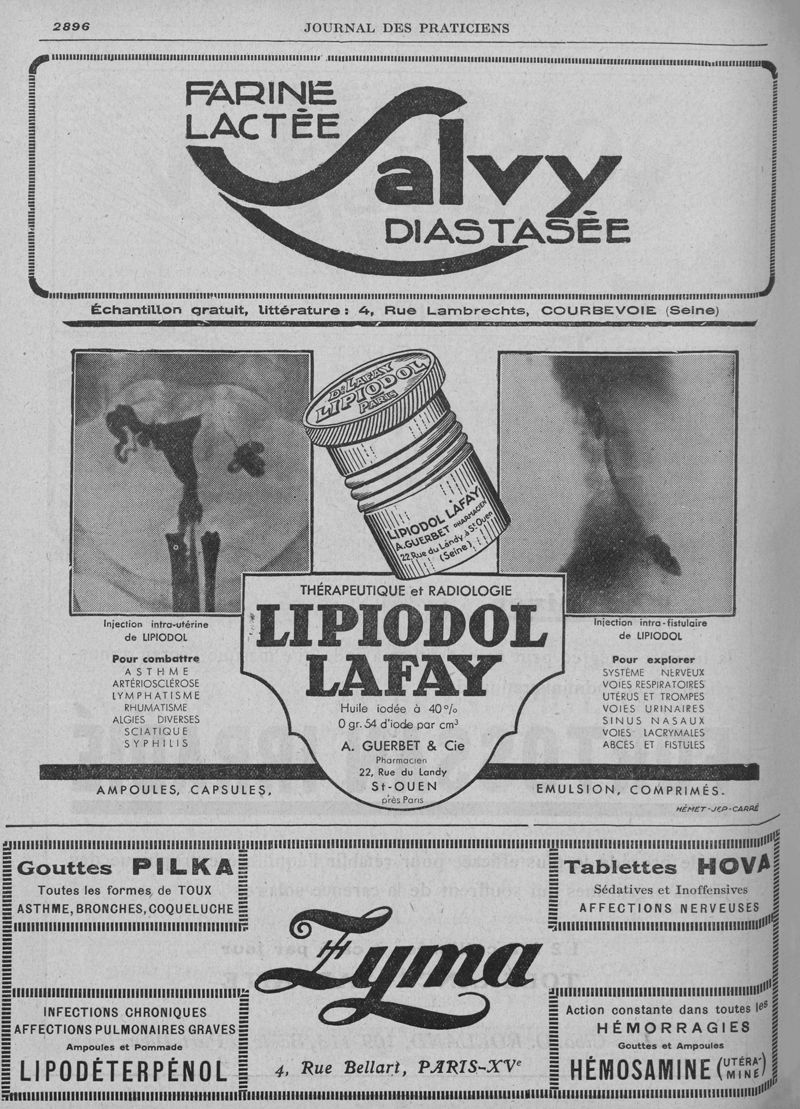 2896
JOURNAL DES PRATICIENS
FARINE
LACTÉE
Salvy
DIASTASÉE
Échantillon gratuit, littérature : 4, Rue Lambrechts, COURBEVOIE (Seine)
Dr LAFAY
LIPIODOL
PARIS
LIPIODOL LAFAY
A. GUERBET PHARMACIEN
22 Rue du Landy à St Ouen
(Seine)
Injection intra-utérine
de LIPIODOL
Pour combattre
ASTHME
ARTÉRIOSCLÉROSE
LYMPHATISME
RHUMATISME
ALGIES DIVERSES
SCIATIQUE
SYPHILIS
THÉRAPEUTIQUE et RADIOLOGIE
LIPIODOL
LAFAY
Huile iodée à 40 %
0 gr. 54 d'iode par cm³
A. GUERBET & Cie
Pharmacien
22, Rue du Landy
St-OUEN
près Paris
Injection intra-fistulaire
de LIPIODOL
Pour explorer
SYSTÈME NERVEUX
VOIES RESPIRATOIRES
UTÉRUS ET TROMPES
VOIES URINAIRES
SINUS NASAUX
VOIES LACRYMALES
ABCÈS ET FISTULES
AMPOULES, CAPSULES,
EMULSION, COMPRIMÉS.
HÉMET-JEP-CARRÉ
Gouttes PILKA
Toutes les formes de TOUX
ASTHME, BRONCHES, COQUELUCHE
Tablettes HOVA
Sédatives et Inoffensives
AFFECTIONS NERVEUSES
Zyma
4, Rue Bellart, PARIS-XVe
INFECTIONS CHRONIQUES
AFFECTIONS PULMONAIRES GRAVES
Ampoules et Pommade
LIPODÉTERPÉNOL
Action constante dans toutes les
HÉMORRAGIES
Gouttes et Ampoules
HÉMOSAMINE (UTÉRA-
MINE)